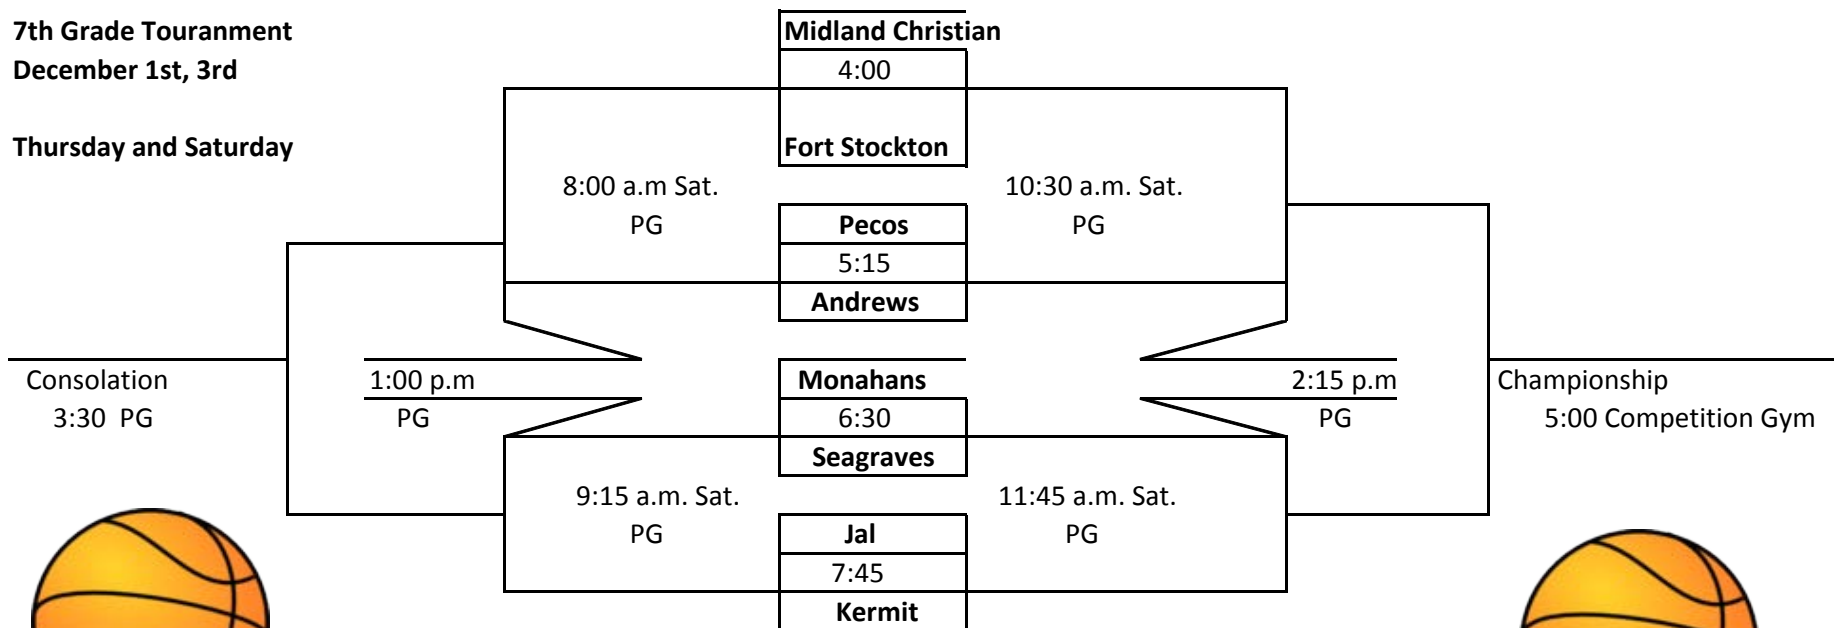 7th Grade Touranment
Midland Christian
December 1st, 3rd
4:00
Thursday and Saturday
Fort Stockton
8:00 a.m Sat.
10:30 a.m. Sat.
PG
Pecos
PG
5:15
Andrews
Consolation
1:00 p.m
Monahans
2:15 p.m
Championship
3:30 PG
PG
6:30
PG
5:00 Competition Gym
Seagraves
9:15 a.m. Sat.
11:45 a.m. Sat.
PG
Jal
PG
7:45
Kermit